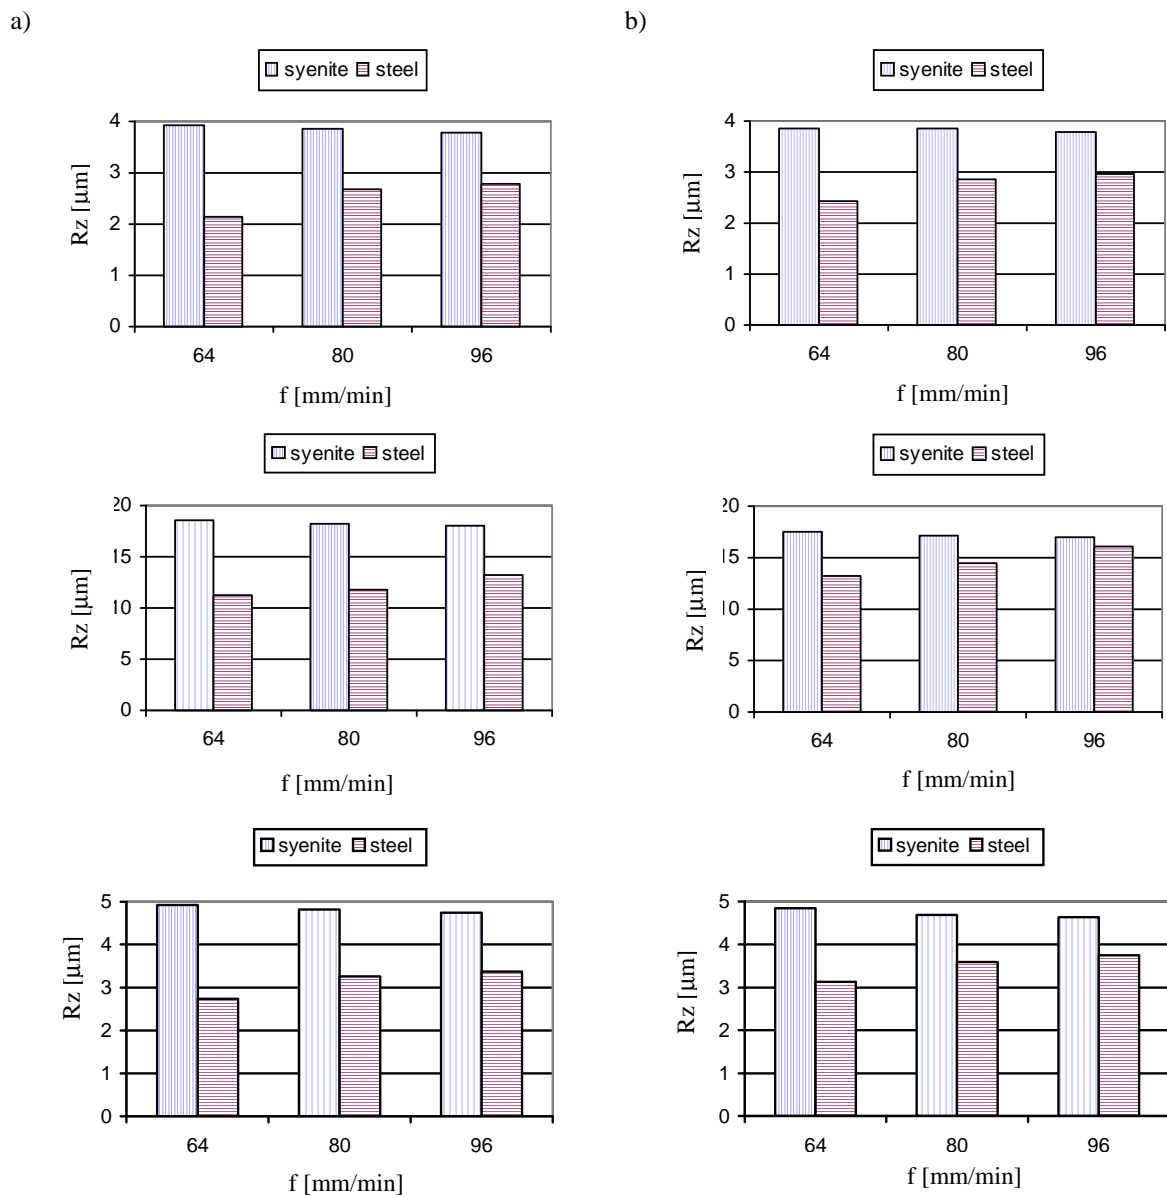 a)
syenite steel
4
3
2
1
0
Rz [μm]
64 80 96
f [mm/min]
b)
syenite steel
4
3
2
1
0
Rz [μm]
64 80 96
f [mm/min]
syenite steel
20
15
10
5
0
Rz [μm]
64 80 96
f [mm/min]
syenite steel
20
15
10
5
0
Rz [μm]
64 80 96
f [mm/min]
syenite steel
5
4
3
2
1
0
Rz [μm]
64 80 96
f [mm/min]
syenite steel
5
4
3
2
1
0
Rz [μm]
64 80 96
f [mm/min]